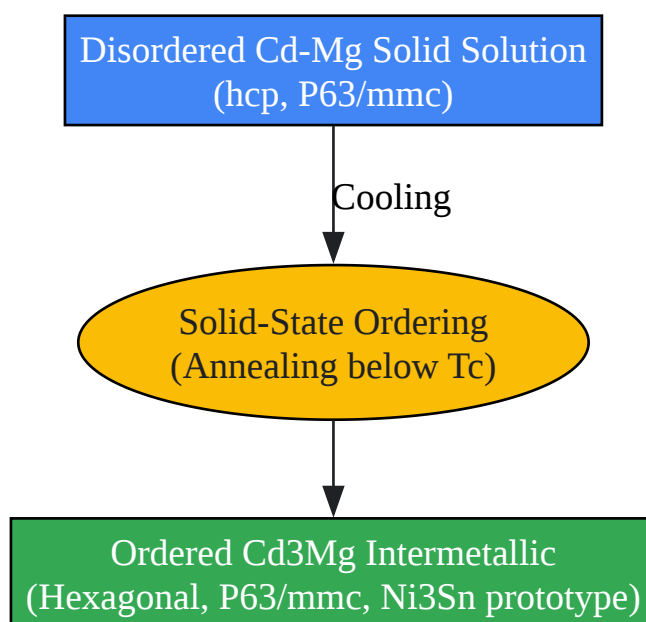 Disordered Cd-Mg Solid Solution
(hcp, P63/mmc)
Cooling
Solid-State Ordering
(Annealing below Tc)
Ordered Cd3Mg Intermetallic
(Hexagonal, P63/mmc, Ni3Sn prototype)